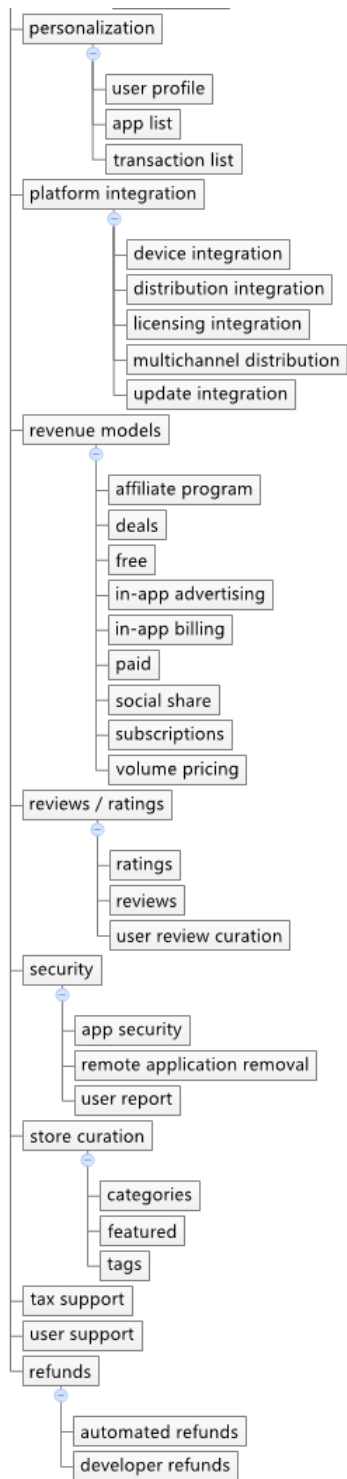 personalization
user profile
app list
transaction list
platform integration
device integration
distribution integration
licensing integration
multichannel distribution
update integration
revenue models
affiliate program
deals
free
in-app advertising
in-app billing
paid
social share
subscriptions
volume pricing
reviews / ratings
ratings
reviews
user review curation
security
app security
remote application removal
user report
store curation
categories
featured
tags
tax support
user support
refunds
automated refunds
developer refunds